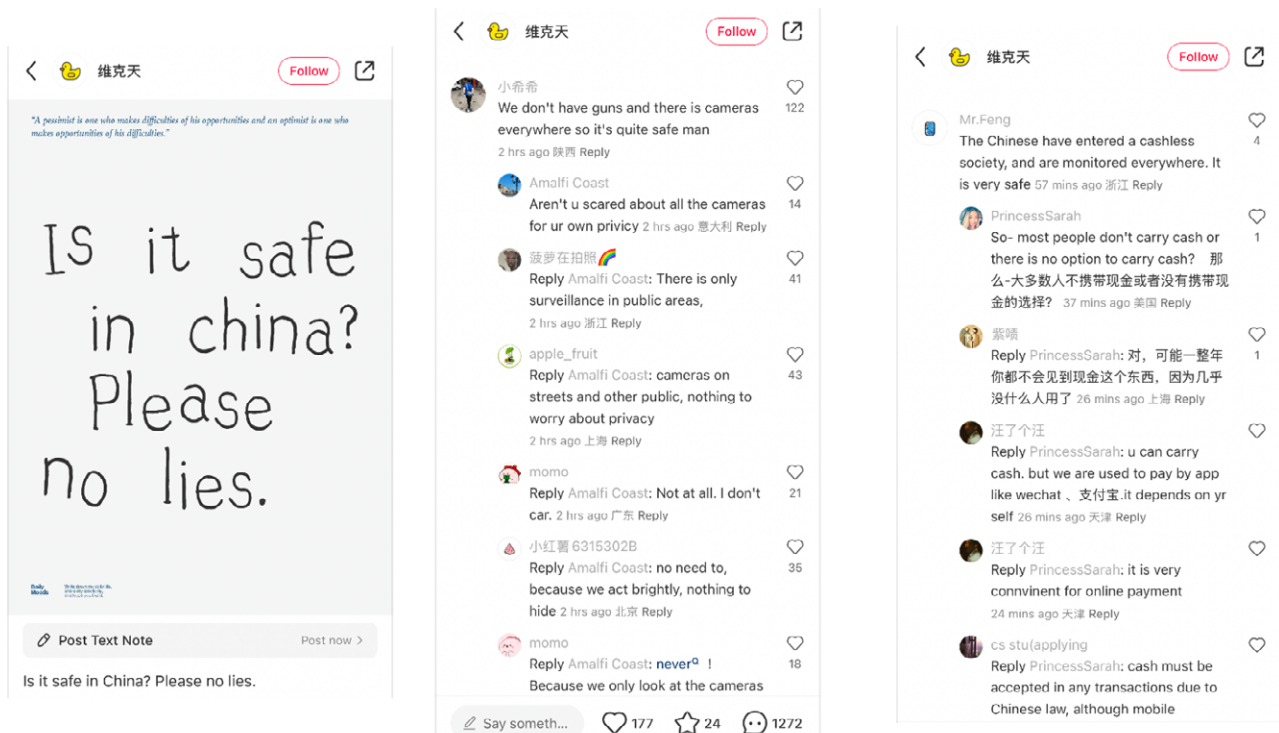 维克天
Follow
"A pessimist is one who makes difficulties of his opportunities and an optimist is one who
makes opportunities of his difficulties."
Is it safe
in china?
Please
no lies.
Daily
Moods
Post Text Note
Post now
Is it safe in China? Please no lies.
维克天
Follow
小希希
We don't have guns and there is cameras
everywhere so it's quite safe man
122
2 hrs ago 陕西 Reply
Amalfi Coast
Aren't u scared about all the cameras
for ur own privicy 2 hrs ago 意大利 Reply
14
菠萝在拍照🌈
Reply Amalfi Coast: There is only
surveillance in public areas,
41
2 hrs ago 浙江 Reply
apple_fruit
Reply Amalfi Coast: cameras on
streets and other public, nothing to
worry about privacy
43
2 hrs ago 上海 Reply
momo
Reply Amalfi Coast: Not at all. I don't
car. 2 hrs ago 广东 Reply
21
小红薯6315302B
Reply Amalfi Coast: no need to,
because we act brightly, nothing to
hide 2 hrs ago 北京 Reply
35
momo
Reply Amalfi Coast: never !
Because we only look at the cameras
18
Say someth...
177
24
1272
维克天
Follow
Mr.Feng
The Chinese have entered a cashless
society, and are monitored everywhere. It
is very safe 57 mins ago 浙江 Reply
4
PrincessSarah
So- most people don't carry cash or
there is no option to carry cash? 那
么-大多数人不携带现金或者没有携带现
金的选择? 37 mins ago 美国 Reply
1
紫啧
Reply PrincessSarah: 对，可能一整年
你都不会见到现金这个东西，因为几乎
没什么人用了 26 mins ago 上海 Reply
1
汪了个汪
Reply PrincessSarah: u can carry
cash. but we are used to pay by app
like wechat 、支付宝.it depends on yr
self 26 mins ago 天津 Reply
汪了个汪
Reply PrincessSarah: it is very
connvinent for online payment
24 mins ago 天津 Reply
cs stu(applying
Reply PrincessSarah: cash must be
accepted in any transactions due to
Chinese law, although mobile